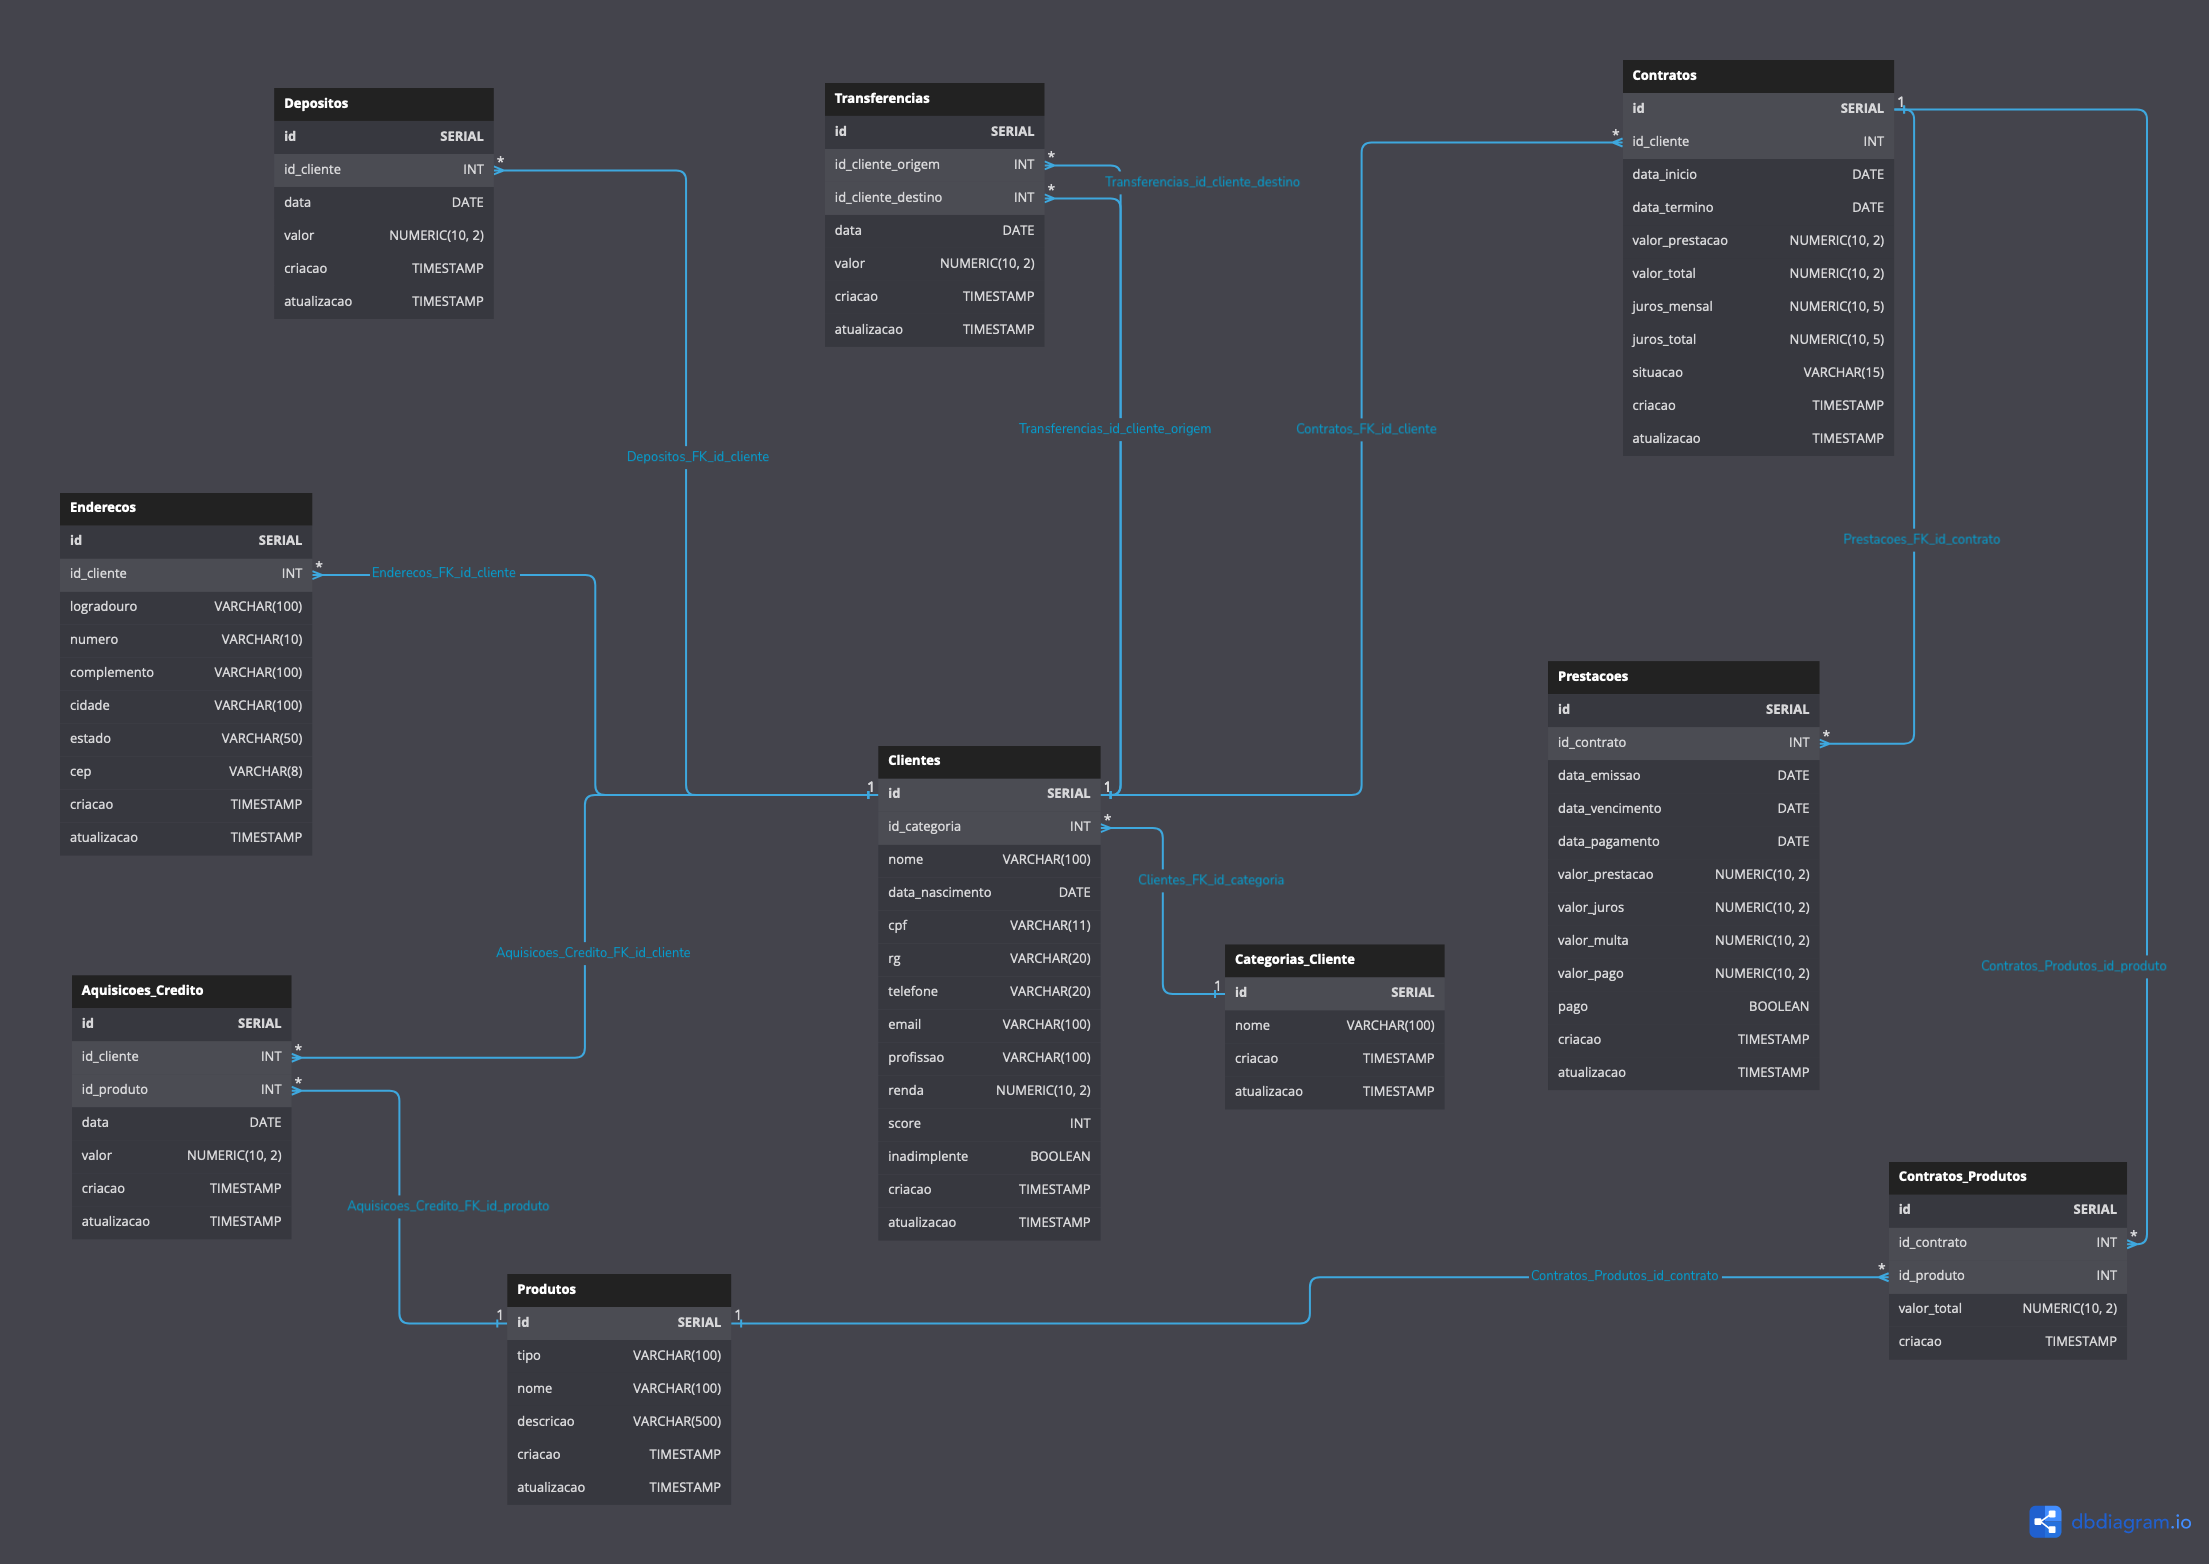 Depositos
id SERIAL
id_cliente INT
data DATE
valor NUMERIC(10, 2)
criacao TIMESTAMP
atualizacao TIMESTAMP
*
Transferencias
id SERIAL
id_cliente_origem INT
id_cliente_destino INT
data DATE
valor NUMERIC(10, 2)
criacao TIMESTAMP
atualizacao TIMESTAMP
*
*
Transferencias_id_cliente_destino
Transferencias_id_cliente_origem
Contratos
id SERIAL
id_cliente INT
data_inicio DATE
data_termino DATE
valor_prestacao NUMERIC(10, 2)
valor_total NUMERIC(10, 2)
juros_mensal NUMERIC(10, 5)
juros_total NUMERIC(10, 5)
situacao VARCHAR(15)
criacao TIMESTAMP
atualizacao TIMESTAMP
1
*
Contratos_FK_id_cliente
Depositos_FK_id_cliente
Enderecos
id SERIAL
id_cliente INT
logradouro VARCHAR(100)
numero VARCHAR(10)
complemento VARCHAR(100)
cidade VARCHAR(100)
estado VARCHAR(50)
cep VARCHAR(8)
criacao TIMESTAMP
atualizacao TIMESTAMP
*
Enderecos_FK_id_cliente
Prestacoes_FK_id_contrato
Prestacoes
id SERIAL
id_contrato INT
data_emissao DATE
data_vencimento DATE
data_pagamento DATE
valor_prestacao NUMERIC(10, 2)
valor_juros NUMERIC(10, 2)
valor_multa NUMERIC(10, 2)
valor_pago NUMERIC(10, 2)
pago BOOLEAN
criacao TIMESTAMP
atualizacao TIMESTAMP
*
Clientes
id SERIAL
id_categoria INT
nome VARCHAR(100)
data_nascimento DATE
cpf VARCHAR(11)
rg VARCHAR(20)
telefone VARCHAR(20)
email VARCHAR(100)
profissao VARCHAR(100)
renda NUMERIC(10, 2)
score INT
inadimplente BOOLEAN
criacao TIMESTAMP
atualizacao TIMESTAMP
1
1
*
Clientes_FK_id_categoria
Categorias_Cliente
id SERIAL
nome VARCHAR(100)
criacao TIMESTAMP
atualizacao TIMESTAMP
1
Aquisicoes_Credito_FK_id_cliente
Contratos_Produtos_id_produto
Aquisicoes_Credito
id SERIAL
id_cliente INT
id_produto INT
data DATE
valor NUMERIC(10, 2)
criacao TIMESTAMP
atualizacao TIMESTAMP
*
*
Aquisicoes_Credito_FK_id_produto
Contratos_Produtos
id SERIAL
id_contrato INT
id_produto INT
valor_total NUMERIC(10, 2)
criacao TIMESTAMP
*
*
Contratos_Produtos_id_contrato
Produtos
id SERIAL
tipo VARCHAR(100)
nome VARCHAR(100)
descricao VARCHAR(500)
criacao TIMESTAMP
atualizacao TIMESTAMP
1
1
dbdiagram.io